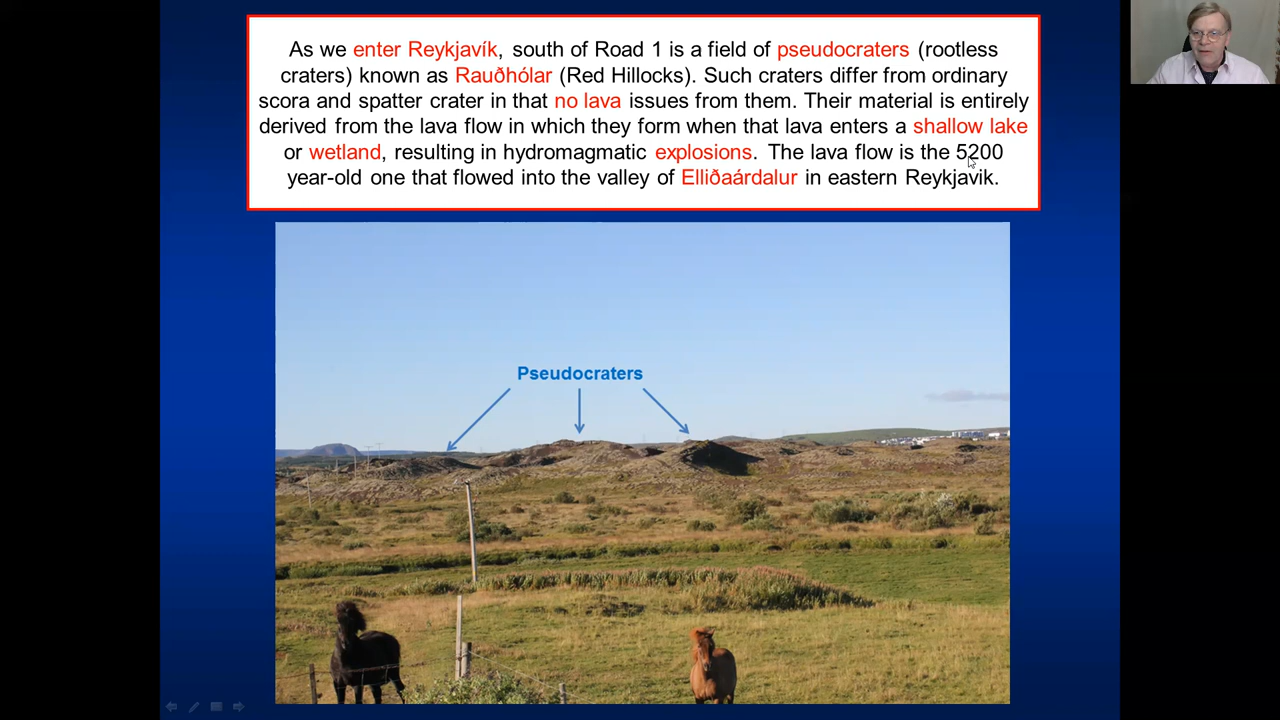 As we enter Reykjavík, south of Road 1 is a field of pseudocraters (rootless
craters) known as Rauðhólar (Red Hillocks). Such craters differ from ordinary
scora and spatter crater in that no lava issues from them. Their material is entirely
derived from the lava flow in which they form when that lava enters a shallow lake
or wetland, resulting in hydromagmatic explosions. The lava flow is the 5200
year-old one that flowed into the valley of Elliðaárdalur in eastern Reykjavik.
Pseudocraters